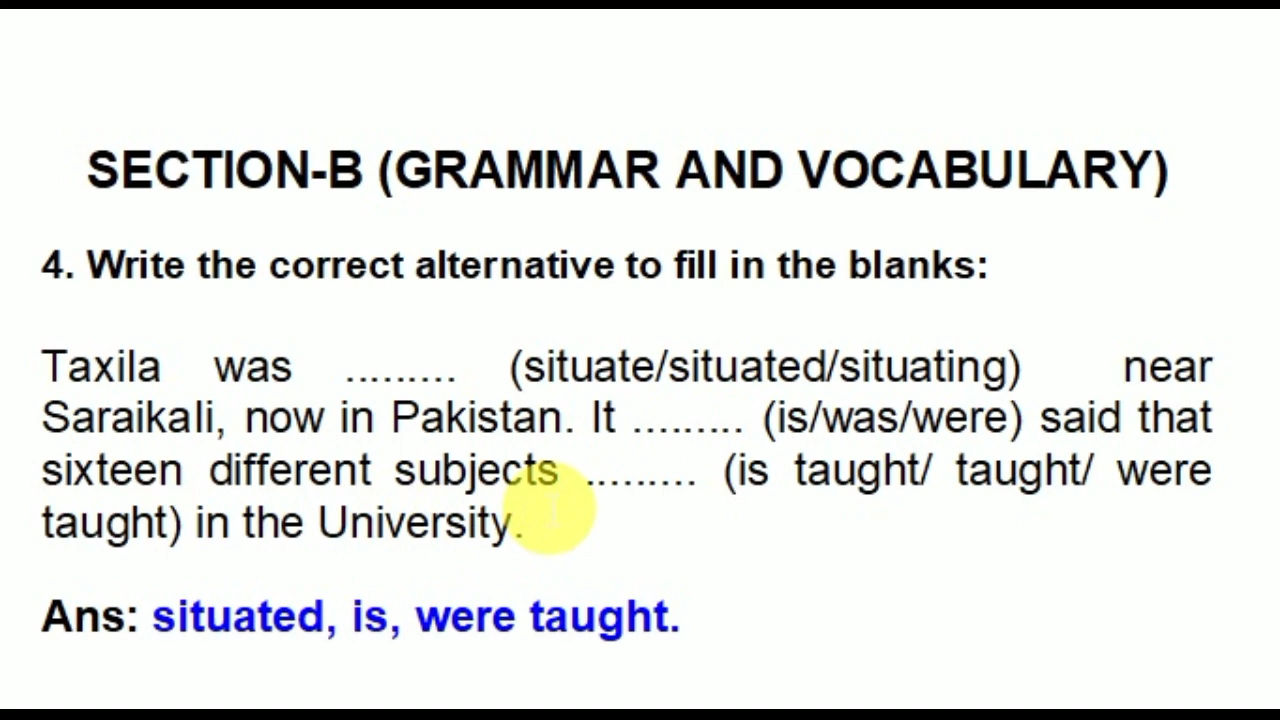 SECTION-B (GRAMMAR AND VOCABULARY)
4. Write the correct alternative to fill in the blanks:
Taxila was ......... (situate/situated/situating) near
Saraikali, now in Pakistan. It ......... (is/was/were) said that
sixteen different subjects ......... (is taught/ taught/ were
taught) in the University.
Ans: situated, is, were taught.